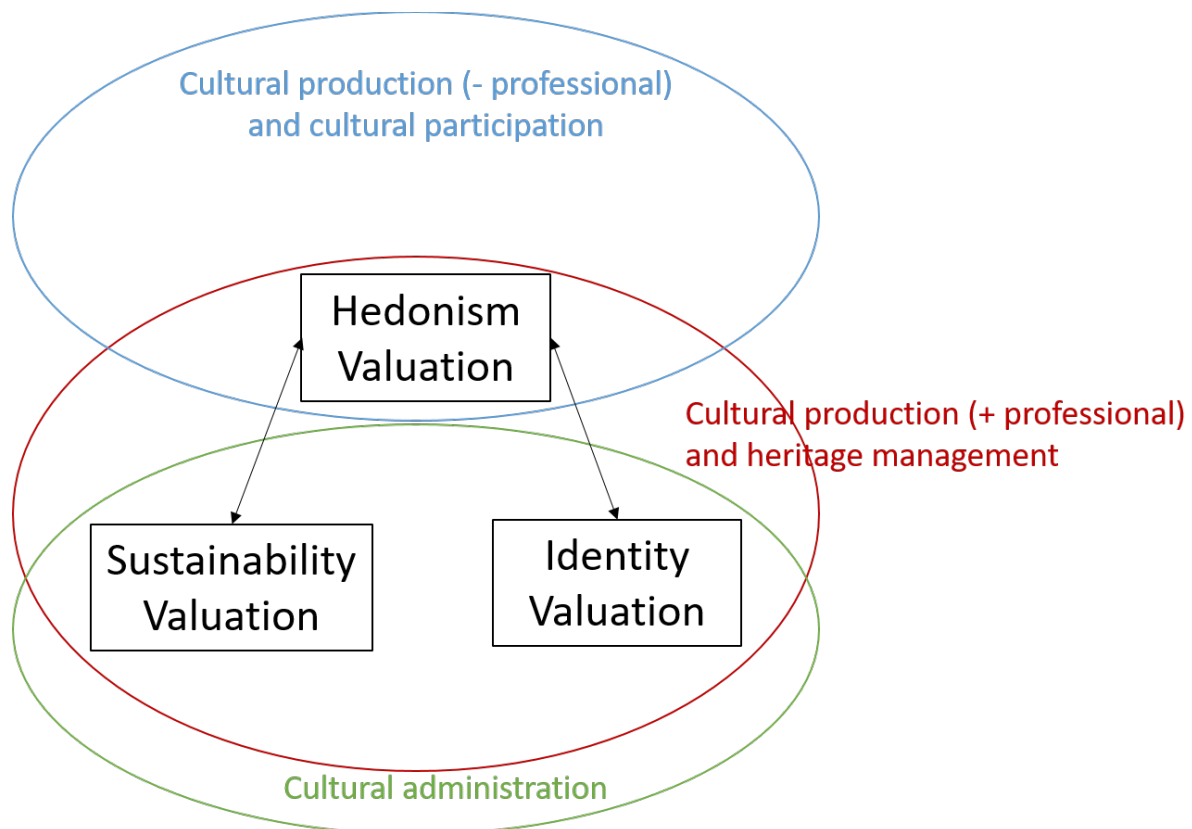 Cultural production (- professional)
and cultural participation
Hedonism
Valuation
Cultural production (+ professional)
and heritage management
Sustainability
Valuation
Identity
Valuation
Cultural administration